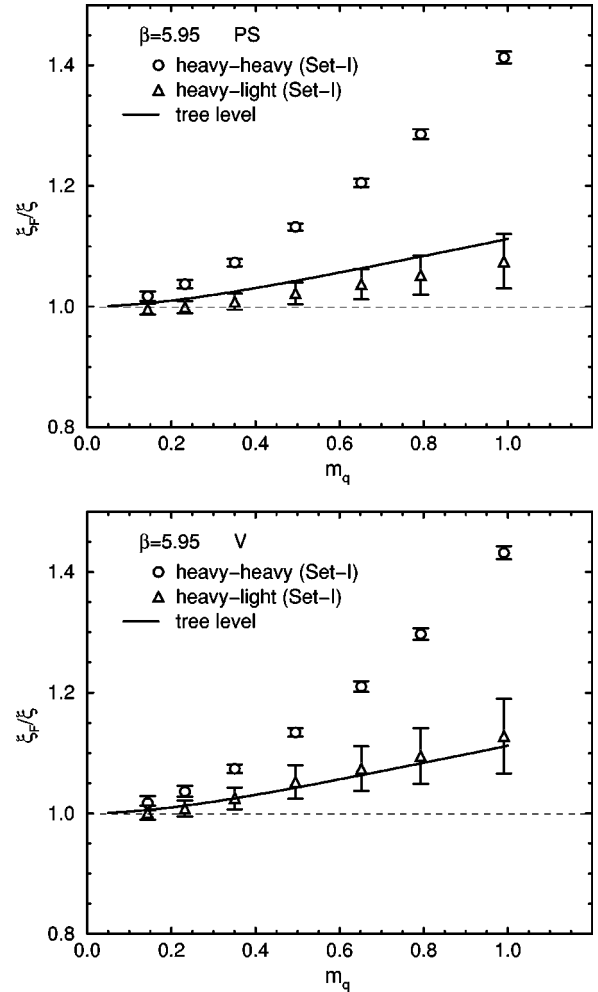 β=5.95 PS
heavy−heavy (Set−I)
heavy−light (Set−I)
tree level
1.4
1.2
1.0
0.8
ξF/ξ
0.0 0.2 0.4 0.6 0.8 1.0
mq
β=5.95 V
heavy−heavy (Set−I)
heavy−light (Set−I)
tree level
1.4
1.2
1.0
0.8
ξF/ξ
0.0 0.2 0.4 0.6 0.8 1.0
mq